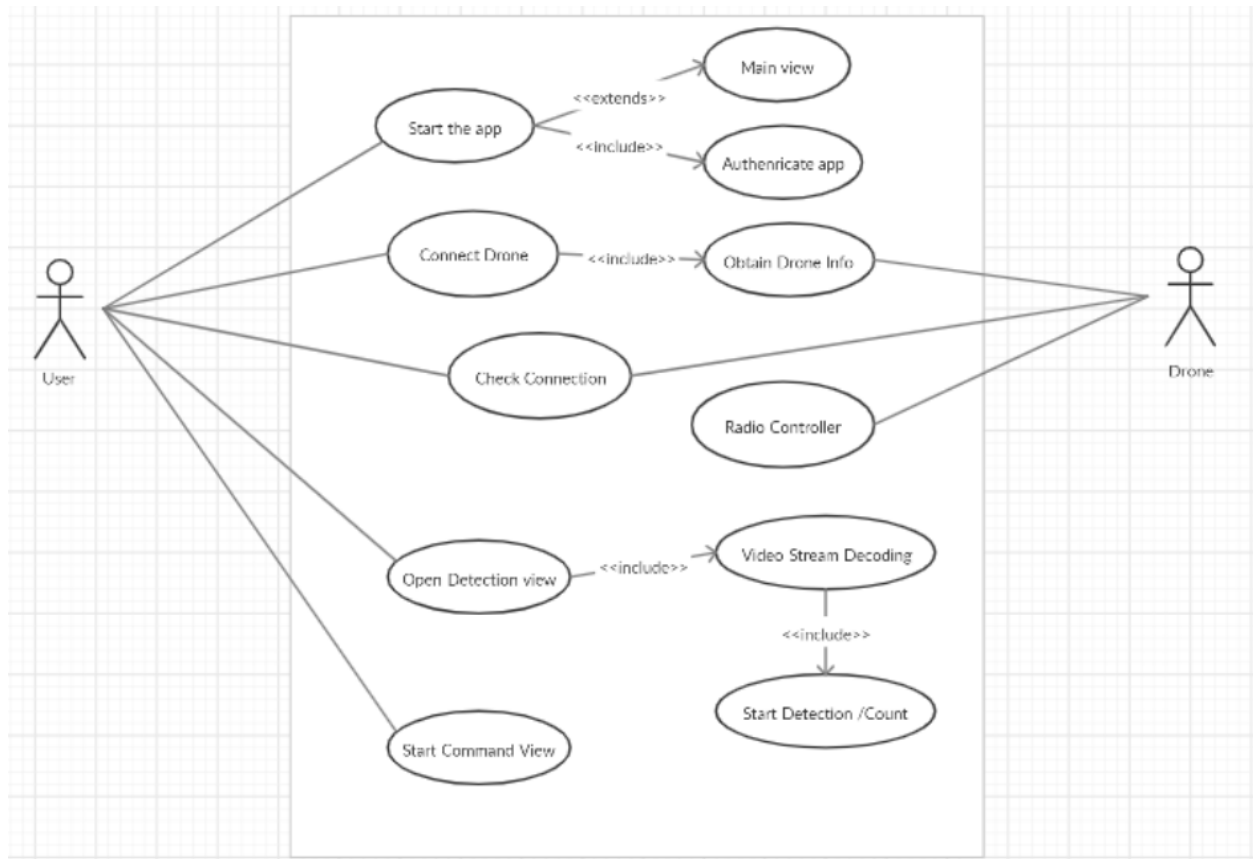 Main view
<<extends>>
Start the app
<<include>>
Authenricate app
Connect Drone
<<include>>
Obtain Drone Info
User
Check Connection
Drone
Radio Controller
Video Stream Decoding
<<include>>
Open Detection view
<<include>>
Start Detection /Count
Start Command View